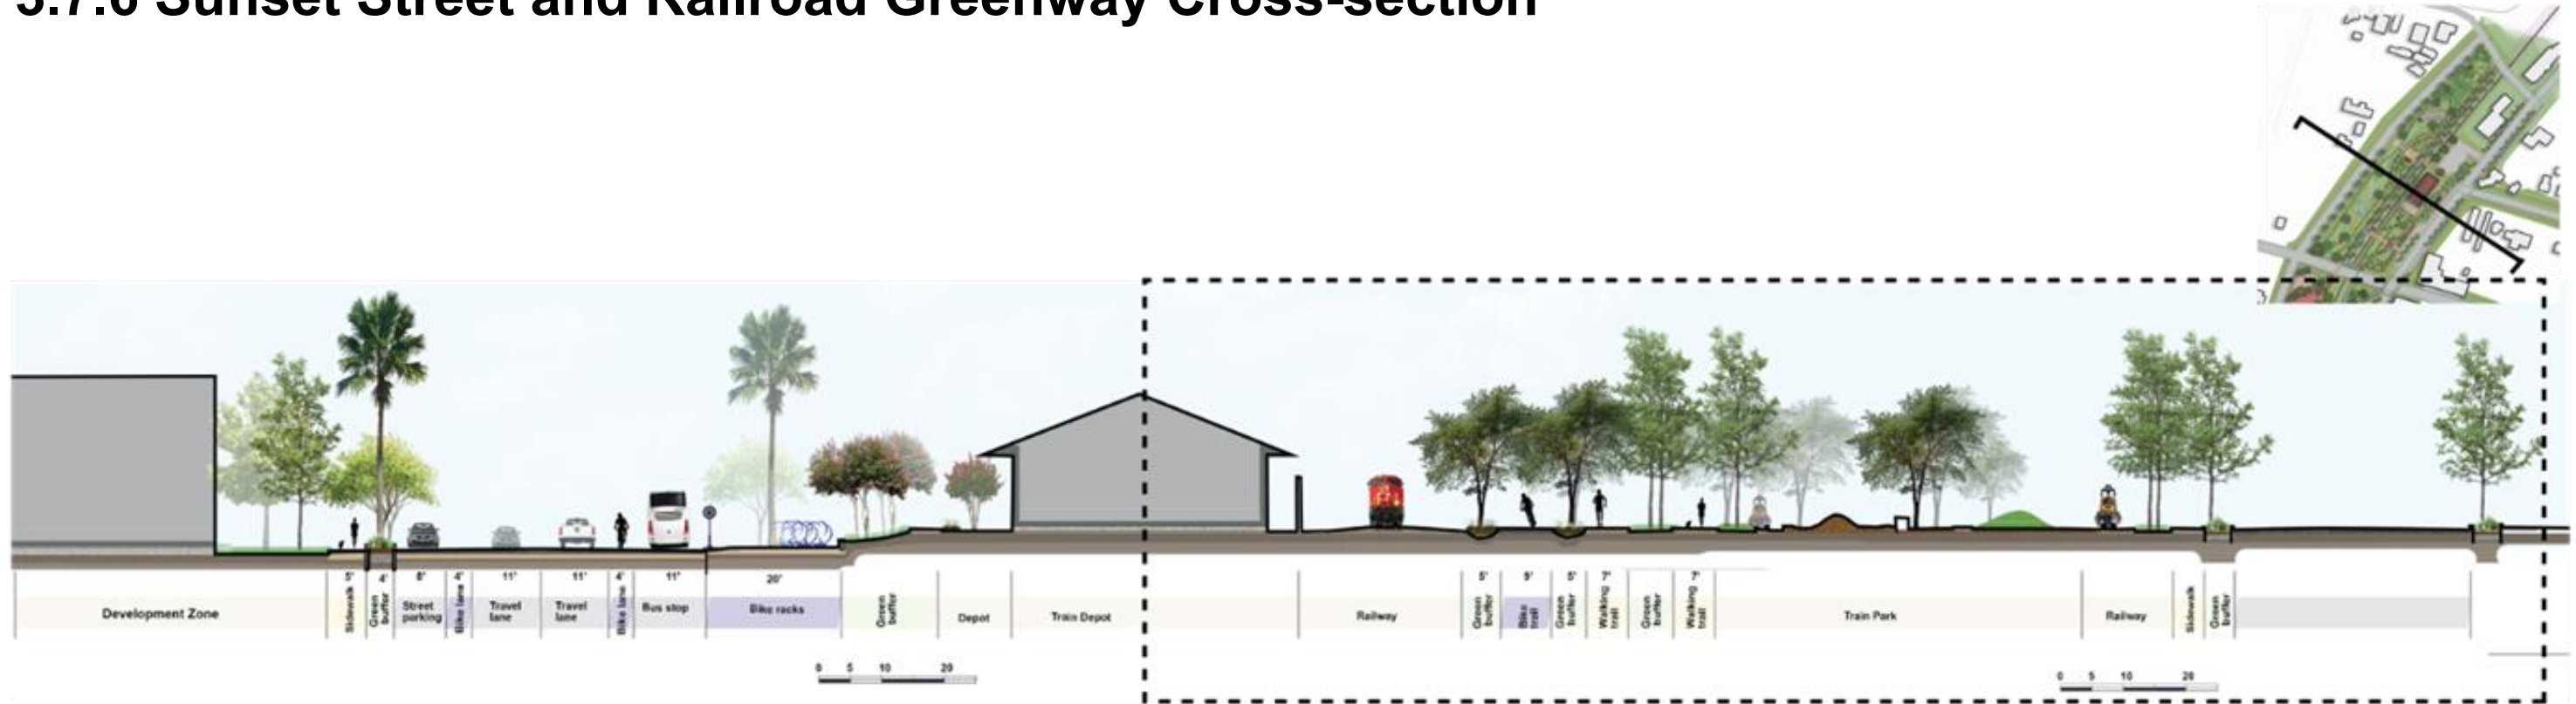 5.7.6 Sunset Street and Railroad Greenway Cross-section
5' 4' 8' 4' 11' 11' 4' 11' 20' 5' 9' 5' 7' 7'
Development Zone
Sidewalk
Green
buffer
Street
parking
Bike lane
Travel
lane
Travel
lane
Bike lane
Bus stop
Bike racks
Green
buffer
Depot
Train Depot
Railway
Green
buffer
Bike
trail
Green
buffer
Walking
trail
Green
buffer
Walking
trail
Train Park
Railway
Sidewalk
Green
buffer
0 5 10 20
0 5 10 20